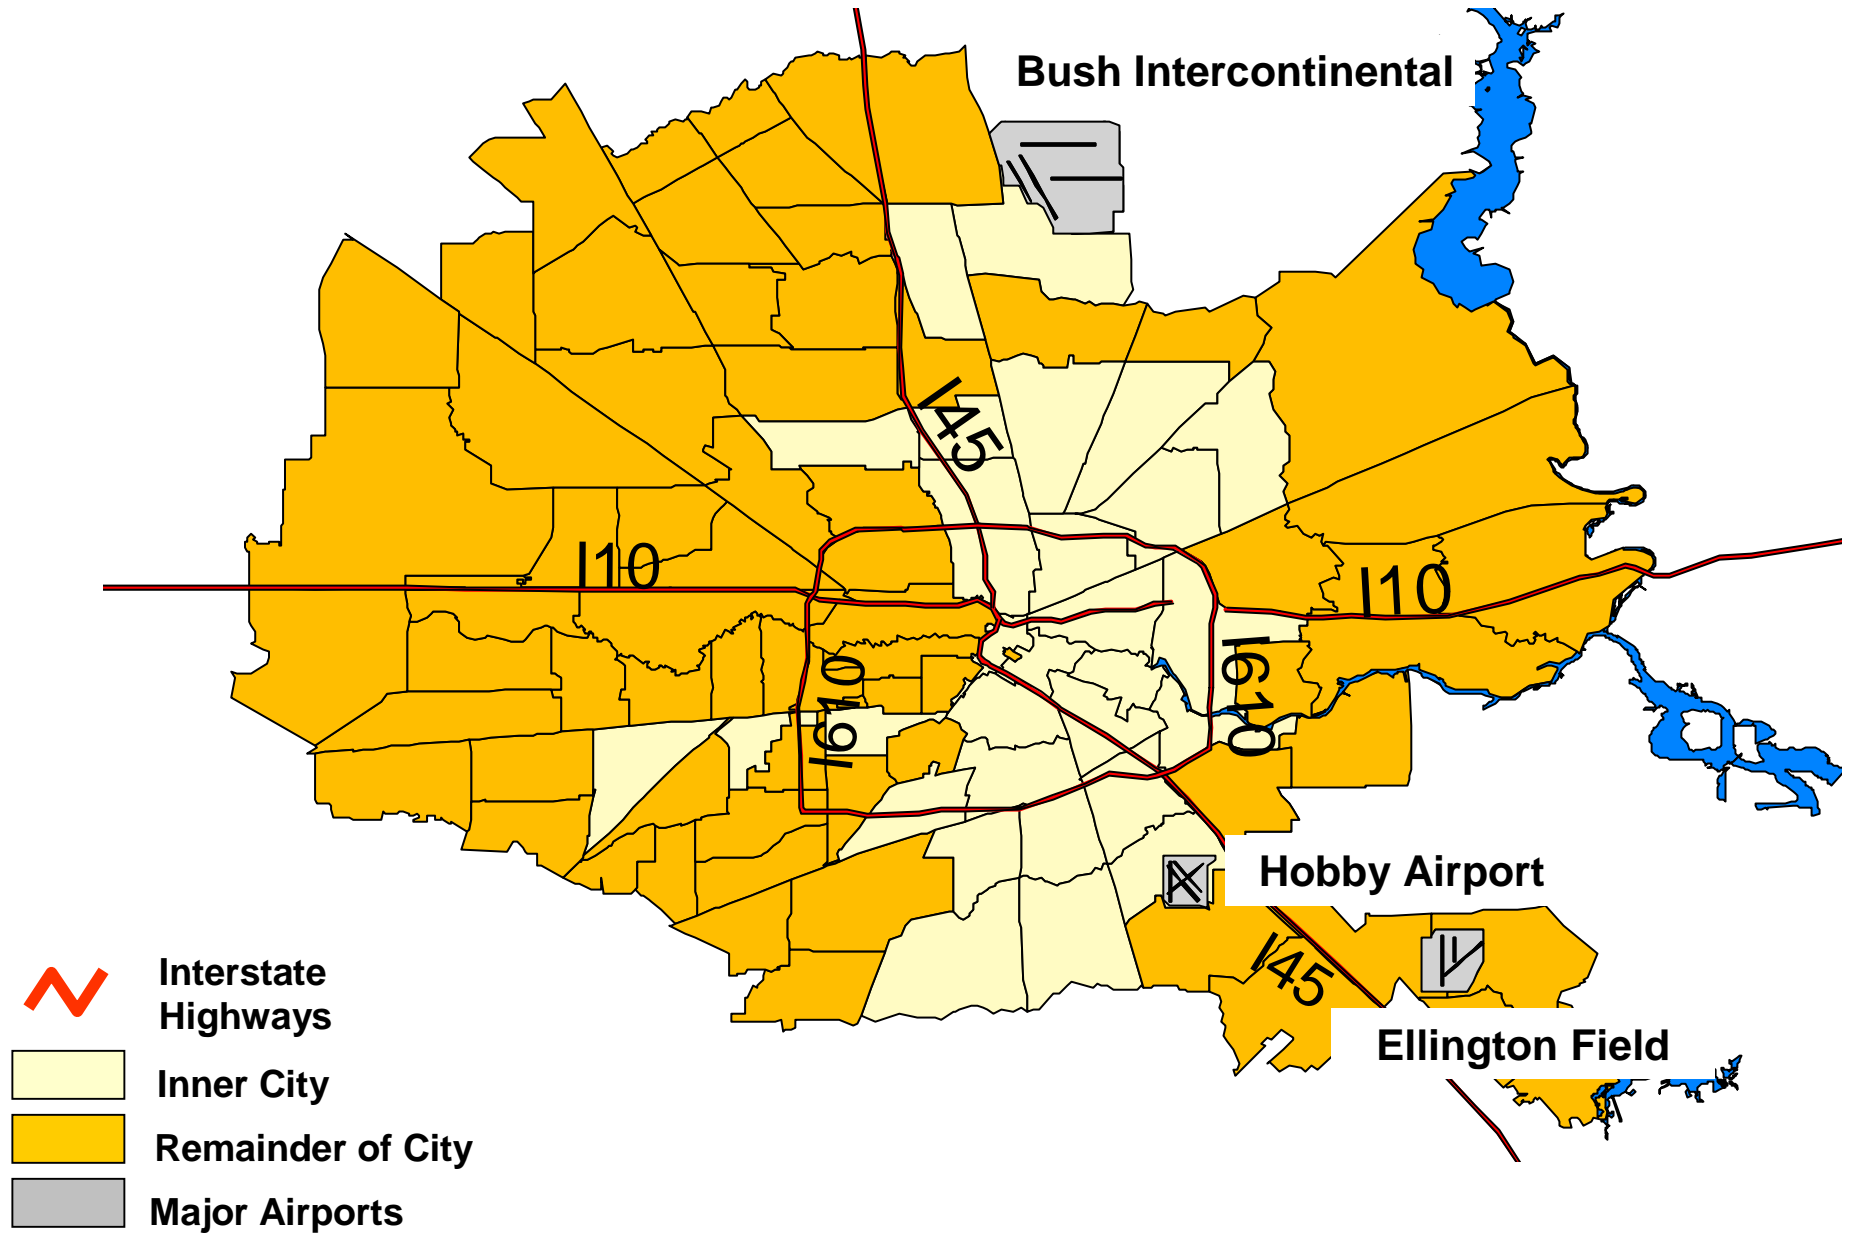 Bush Intercontinental
I45
I10
I10
I610
I610
Hobby Airport
I45
Ellington Field
Interstate
Highways
Inner City
Remainder of City
Major Airports